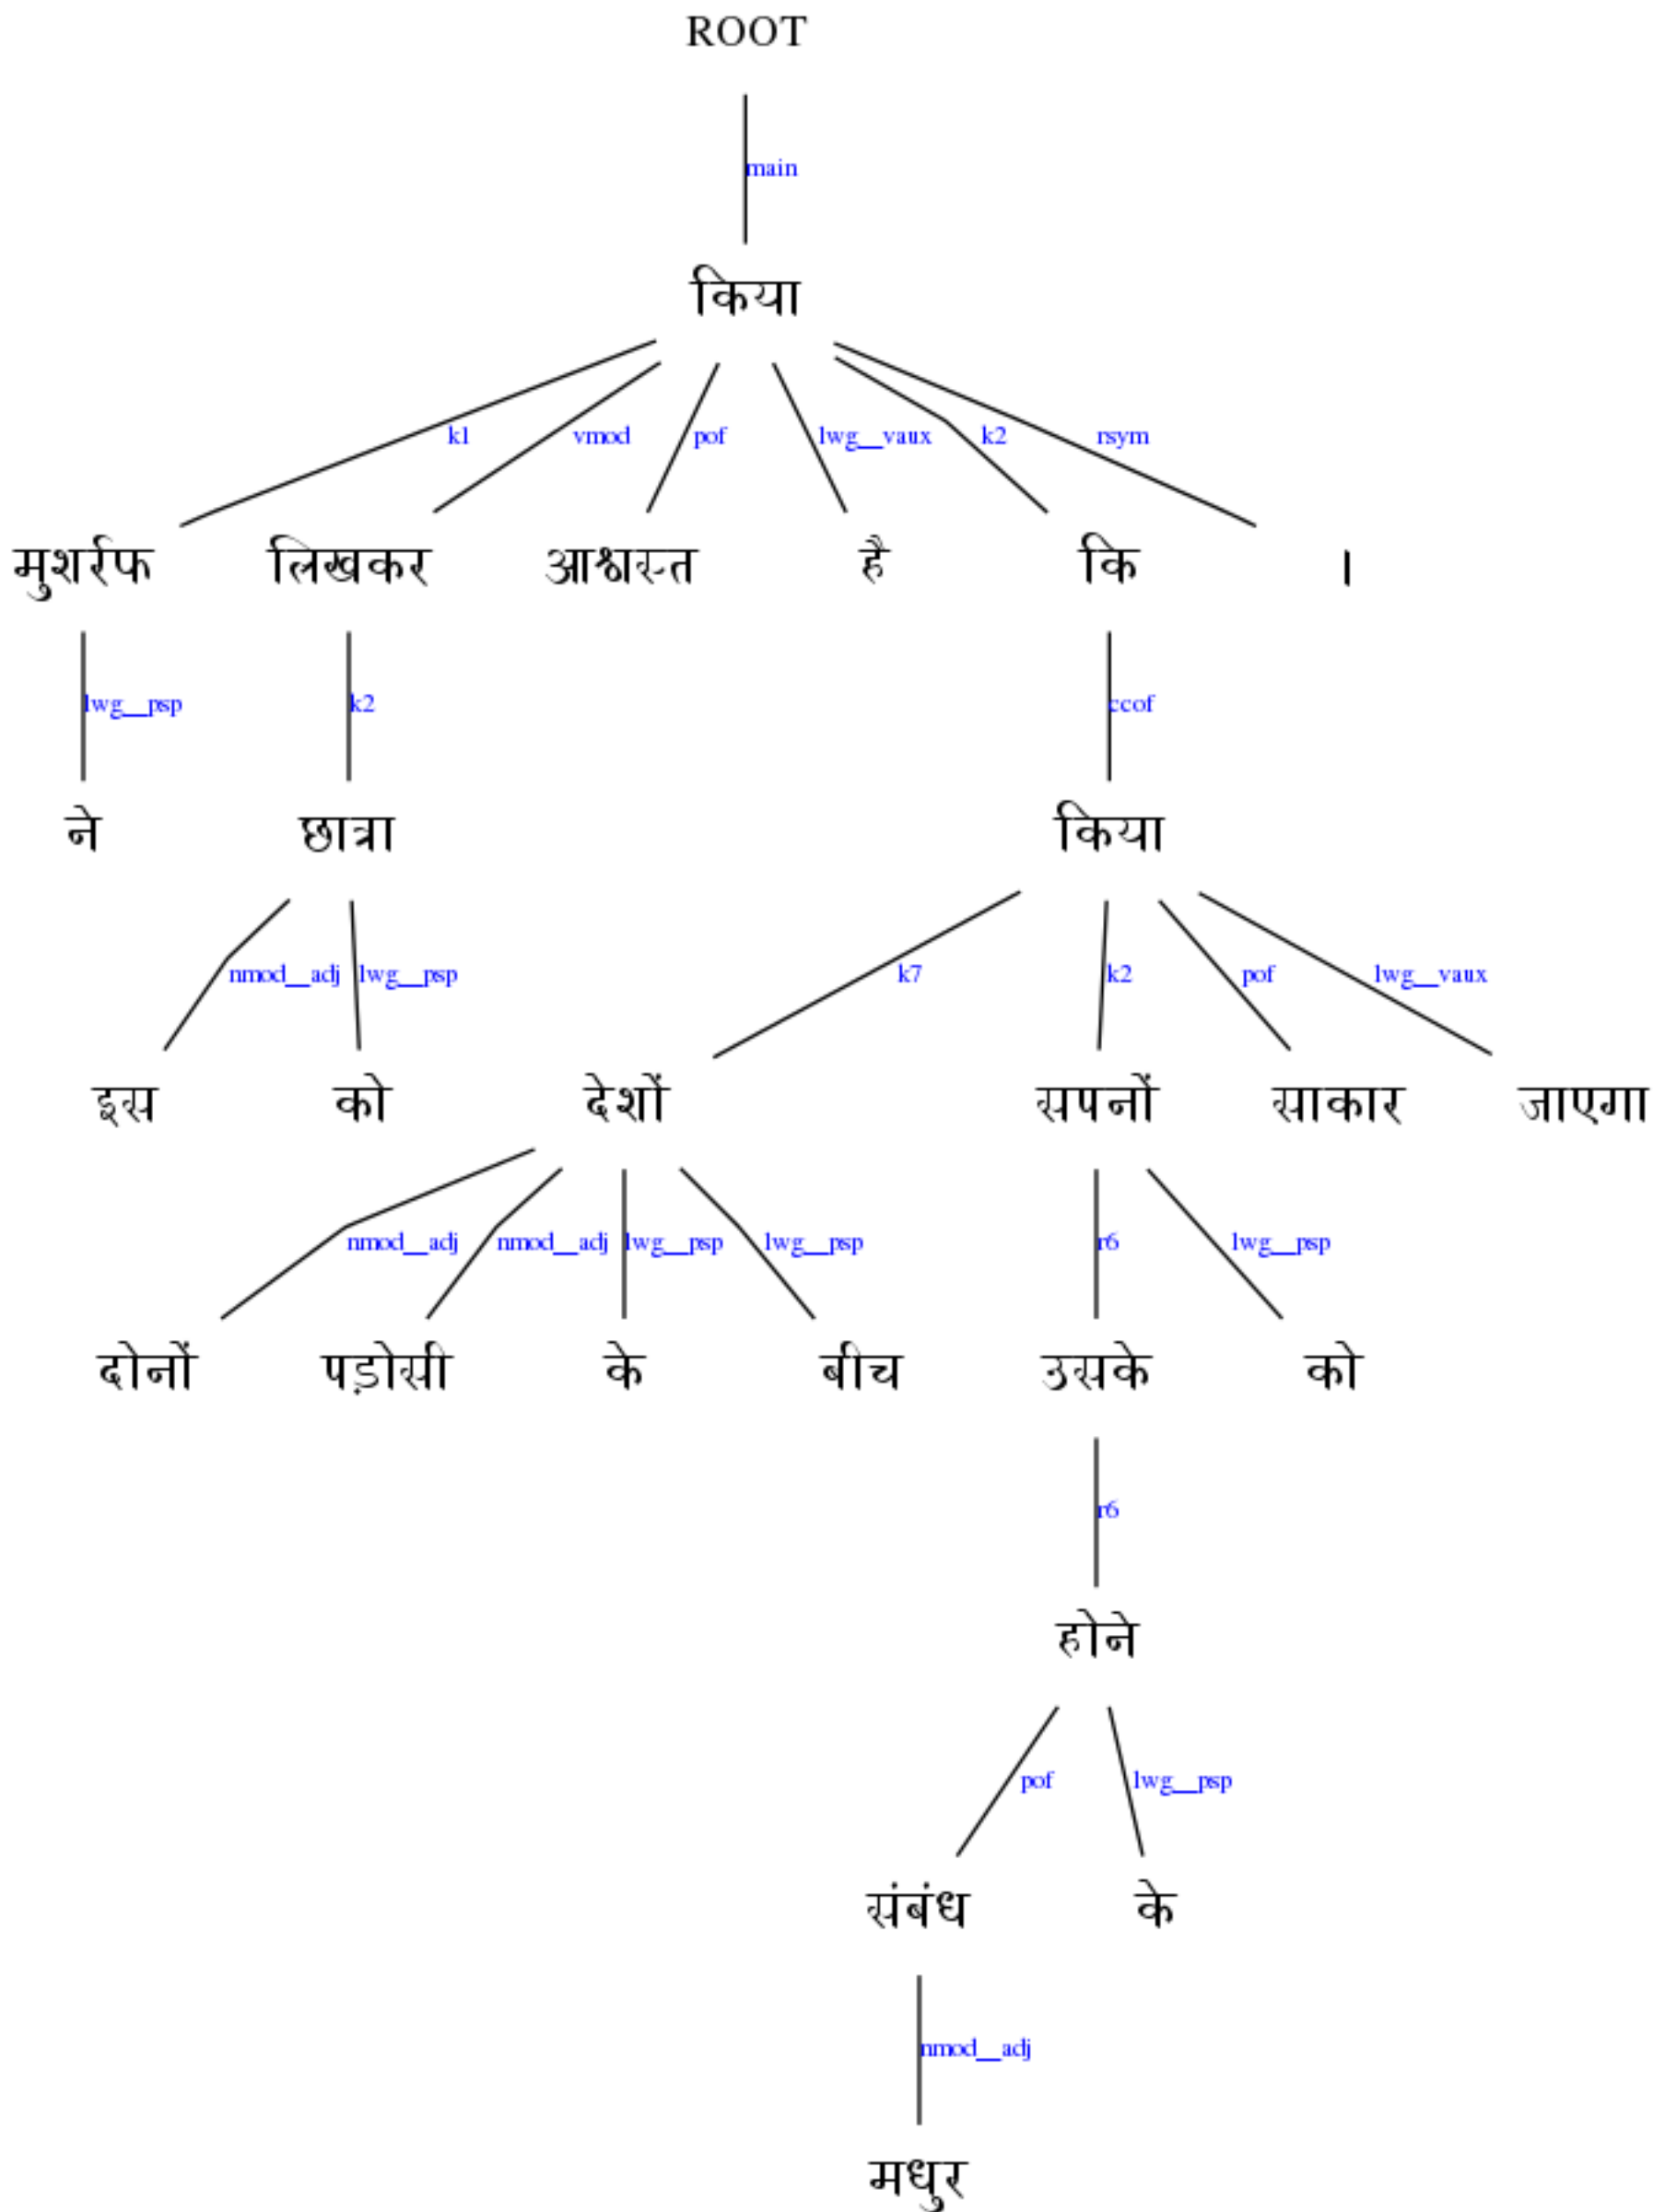 ROOT
main
किया
k1 vmod pof lwg__vaux k2 rsym
मुशर्रफ लिखकर आश्वस्त है कि ।
lwg__psp k2 ccof
ने छात्रा किया
nmod__adj lwg__psp k7 k2 pof lwg__vaux
इस को देशों सपनों साकार जाएगा
nmod__adj nmod__adj lwg__psp lwg__psp r6 lwg__psp
दोनों पड़ोसी के बीच उसके को
r6
होने
pof lwg__psp
संबंध के
nmod__adj
मधुर